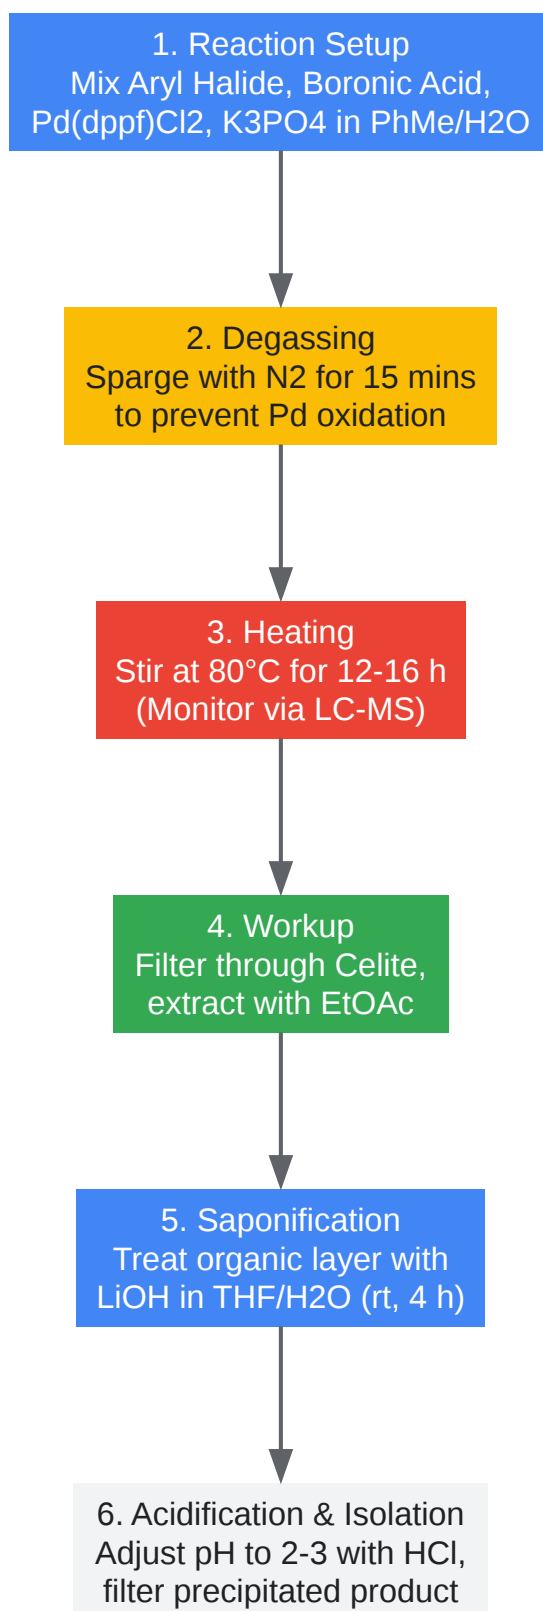 1. Reaction Setup
Mix Aryl Halide, Boronic Acid,
Pd(dppf)Cl2, K3PO4 in PhMe/H2O
2. Degassing
Sparge with N2 for 15 mins
to prevent Pd oxidation
3. Heating
Stir at 80°C for 12-16 h
(Monitor via LC-MS)
4. Workup
Filter through Celite,
extract with EtOAc
5. Saponification
Treat organic layer with
LiOH in THF/H2O (rt, 4 h)
6. Acidification & Isolation
Adjust pH to 2-3 with HCl,
filter precipitated product